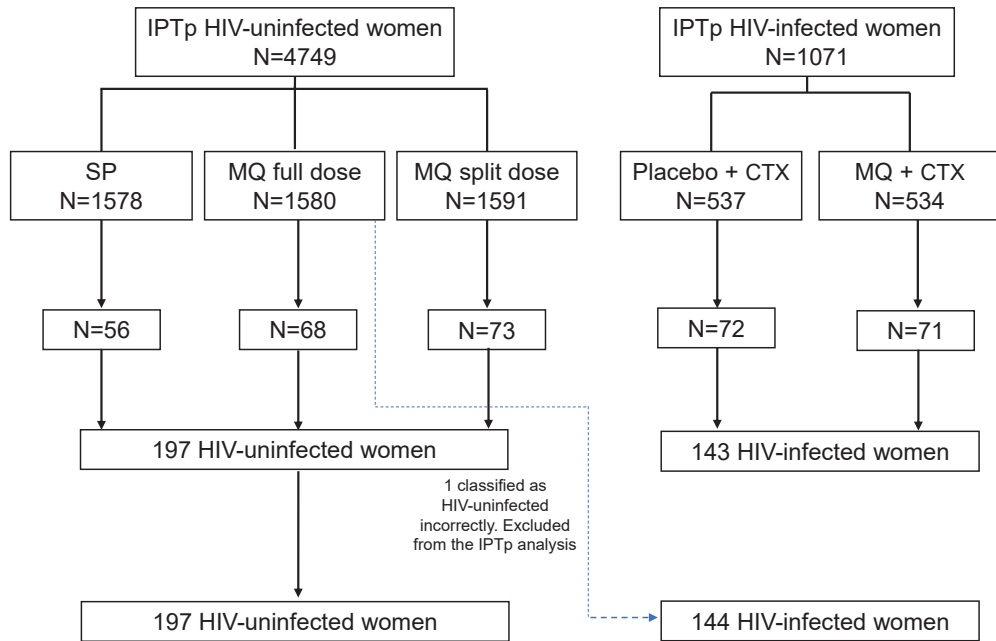 IPTp HIV-uninfected women
N=4749
IPTp HIV-infected women
N=1071
SP
N=1578
MQ full dose
N=1580
MQ split dose
N=1591
Placebo + CTX
N=537
MQ + CTX
N=534
N=56
N=68
N=73
N=72
N=71
197 HIV-uninfected women
143 HIV-infected women
1 classified as
HIV-uninfected
incorrectly. Excluded
from the IPTp analysis
197 HIV-uninfected women
144 HIV-infected women